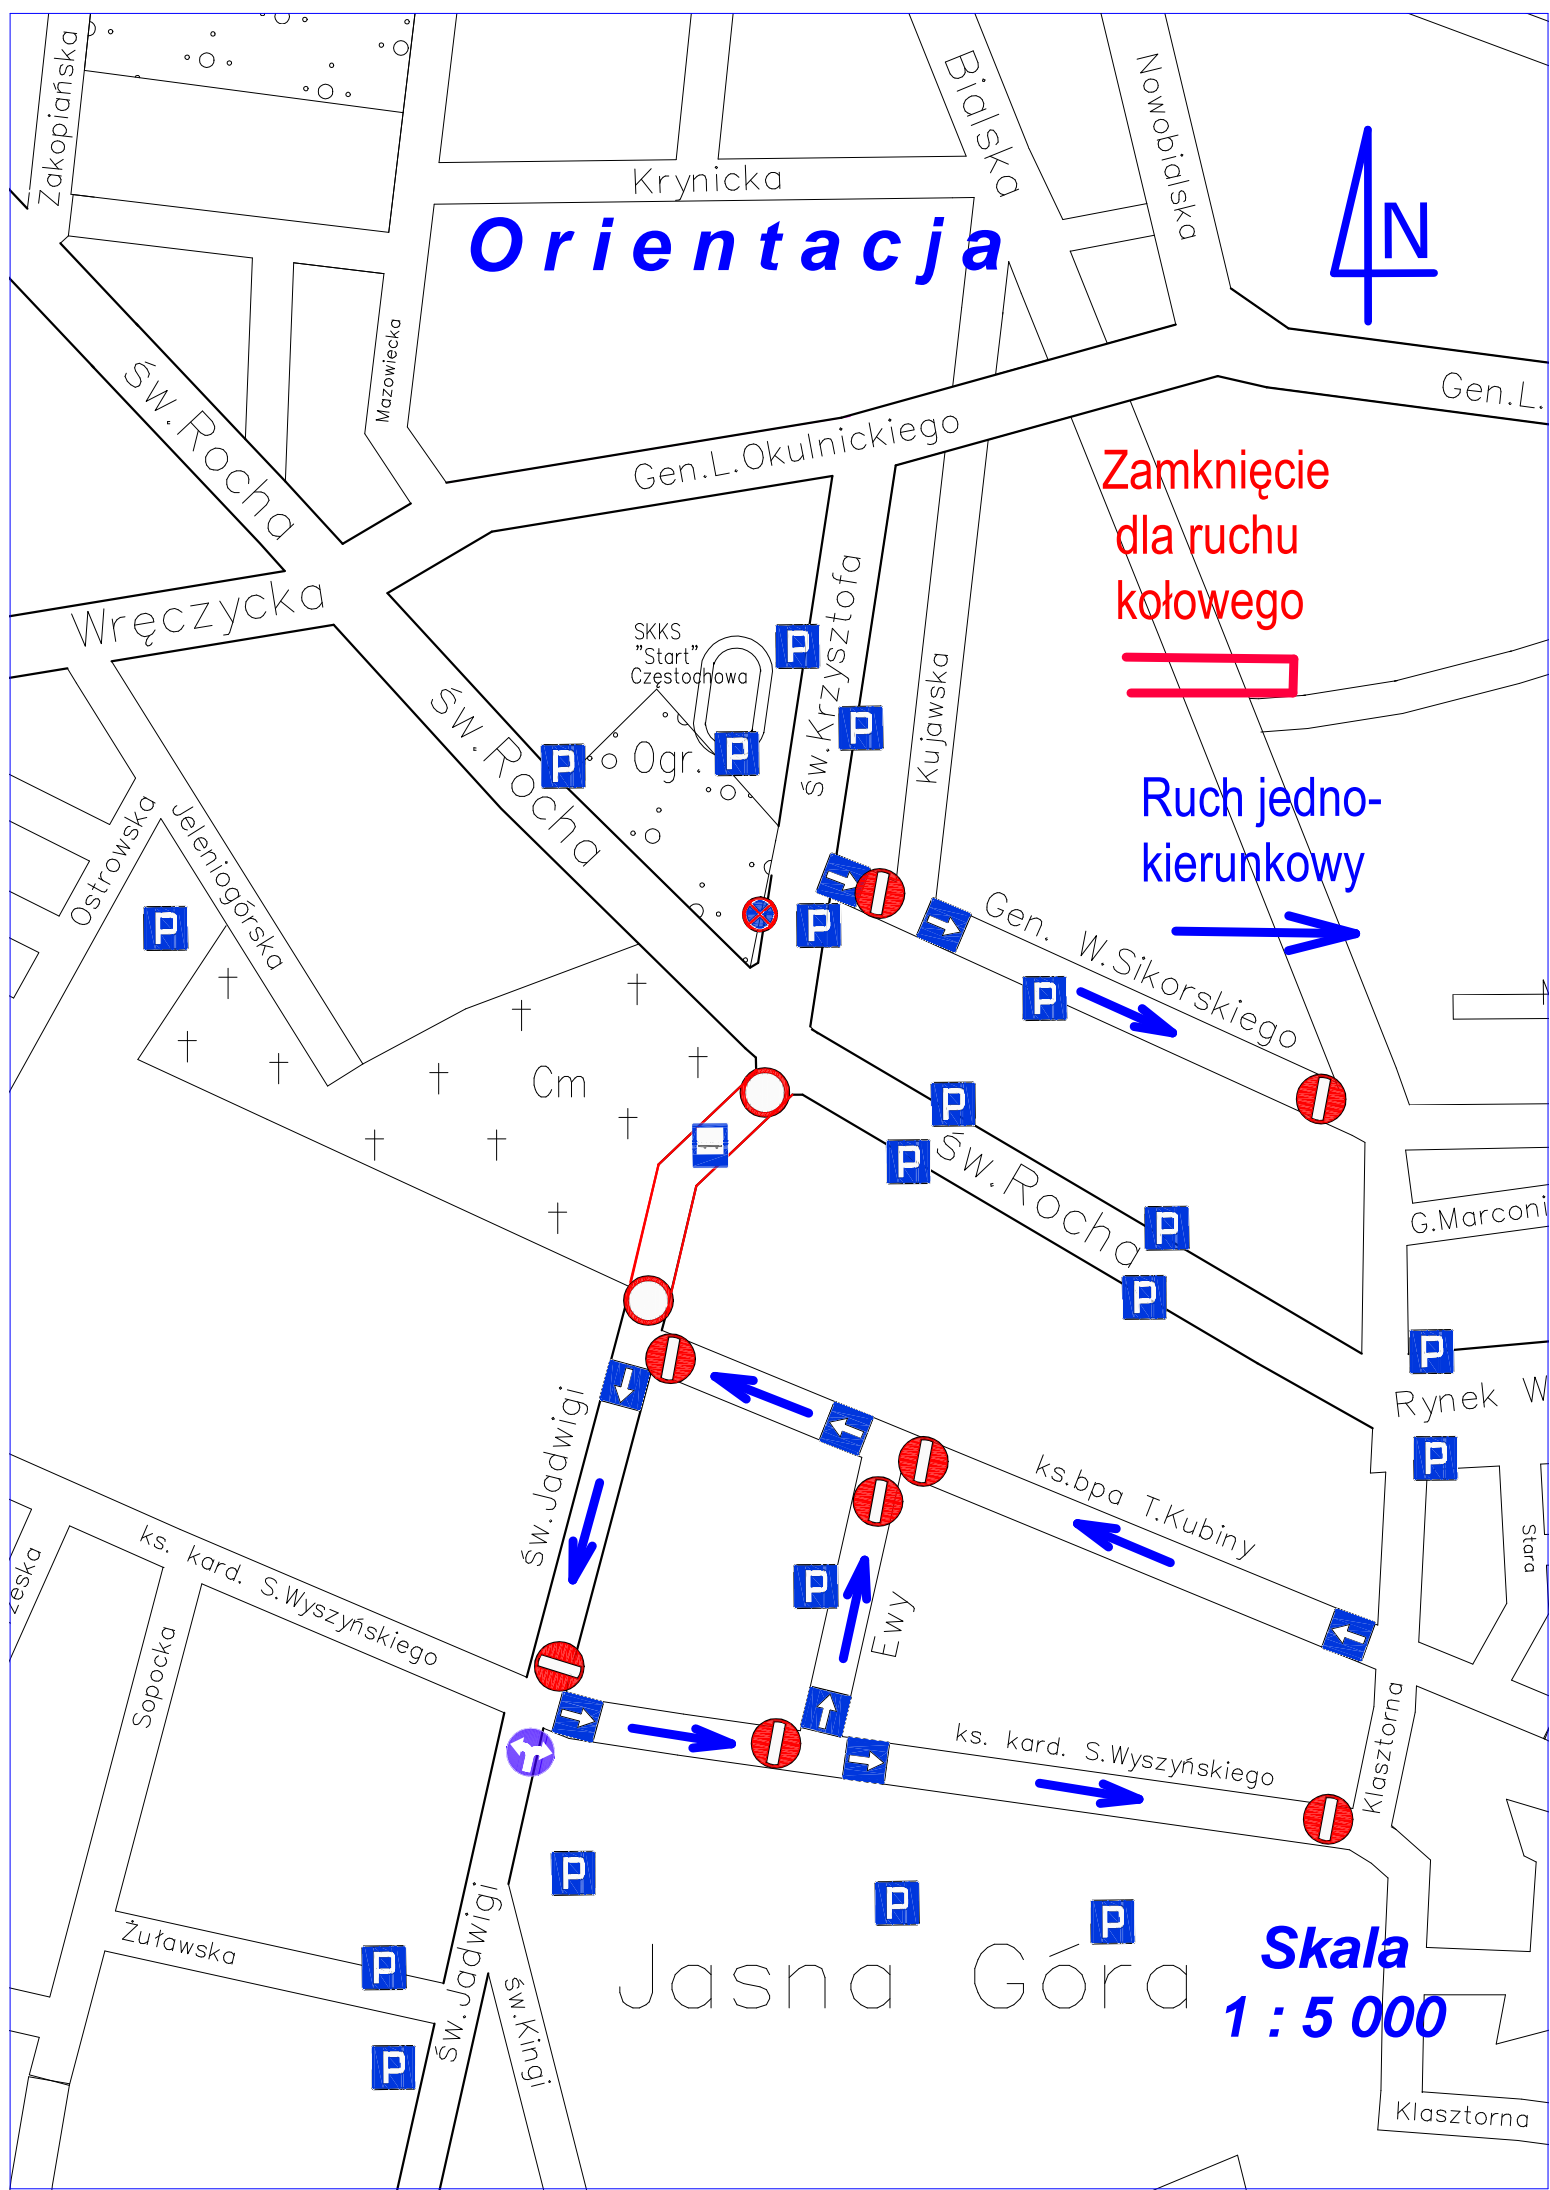 Zakopiańska
Bialska
Nowobialska
Krynicka
Orientacja
N
Mazowiecka
św.Rocha
Gen.L.
Gen.L.Okulnickiego
Zamknięcie
dla ruchu
kołowego
Wręczycka
SKKS
"Start"
Częstochowa
św.Krzysztofa
Kujawska
P
św.Rocha
P
Ogr.
P
P
Ruch jedno-
kierunkowy
Ostrowska
Jeleniogórska
P
P
Gen. W.Sikorskiego
P
Cm
P
św.Rocha
P
P
P
G.Marconi
P
Rynek W
P
św.Jadwigi
ks.bpa T.Kubiny
Stara
ks. kard. S.Wyszyńskiego
P
Ewy
Sopocka
ks. kard. S.Wyszyńskiego
Klasztorna
P
P
P
Żuławska
P
św.Jadwigi
św.Kingi
Jasna Góra
Skala
1 : 5 000
P
Klasztorna